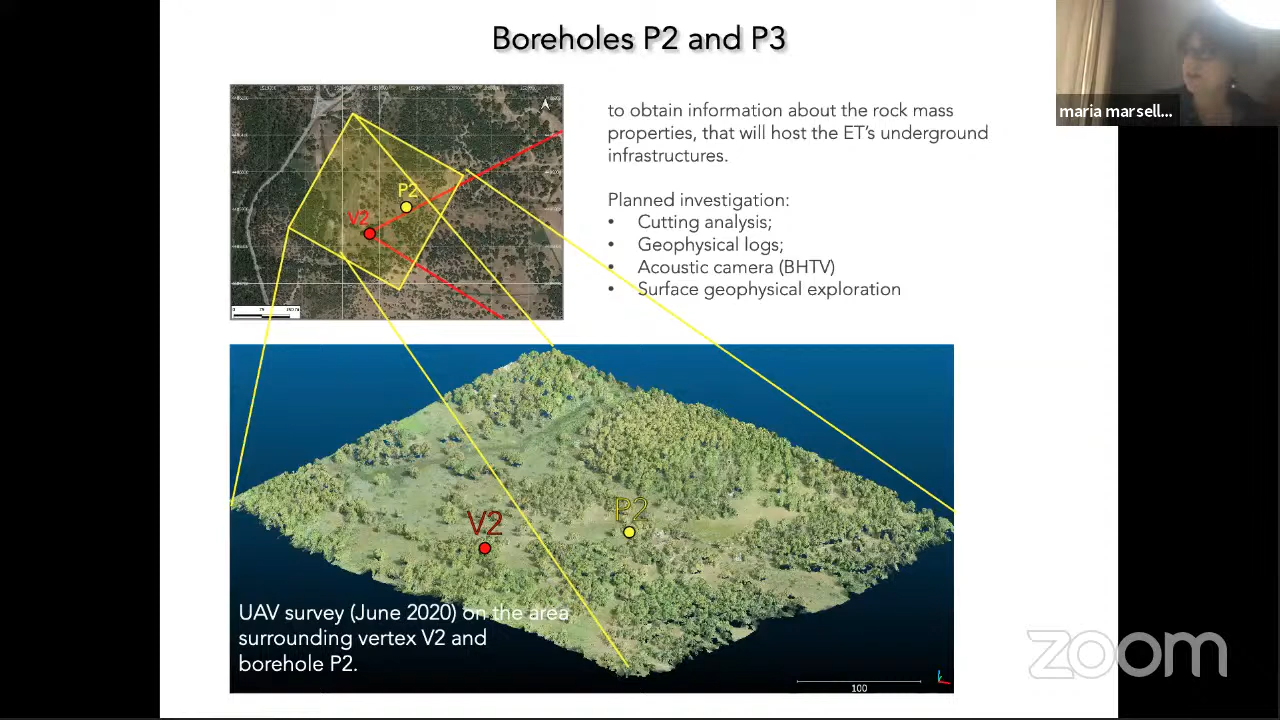 Boreholes P2 and P3
maria marsell...
to obtain information about the rock mass
properties, that will host the ET's underground
infrastructures.
P2
V2
Planned investigation:
• Cutting analysis;
• Geophysical logs;
• Acoustic camera (BHTV)
• Surface geophysical exploration
P2
V2
UAV survey (June 2020) on the area
surrounding vertex V2 and
borehole P2.
100
zoom